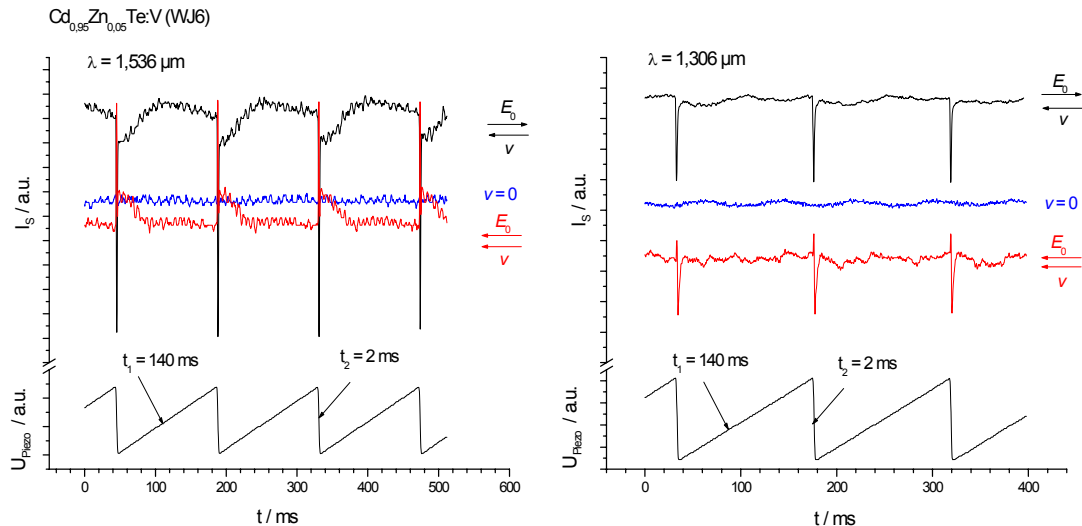 Cd0,95Zn0,05Te:V (WJ6)
λ = 1,536 µm
IS / a.u.
E0
v
v = 0
E0
v
t1 = 140 ms
t2 = 2 ms
UPiezo / a.u.
0 100 200 300 400 500 600
t / ms
λ = 1,306 µm
IS / a.u.
E0
v
v = 0
E0
v
t1 = 140 ms
t2 = 2 ms
UPiezo / a.u.
0 100 200 300 400
t / ms